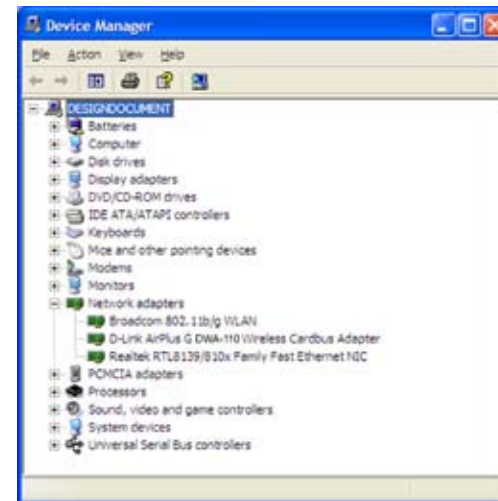 Device Manager
File Action View Help
DESIGNDOCUMENT
Batteries
Computer
Disk drives
Display adapters
DVD/CD-ROM drives
IDE ATA/ATAPI controllers
Keyboards
Mice and other pointing devices
Modems
Monitors
Network adapters
Broadcom 802.11b/g WLAN
D-Link AirPlus G DWA-110 Wireless Cardbus Adapter
Realtek RTL8139/810x Family Fast Ethernet NIC
PCMCIA adapters
Processors
Sound, video and game controllers
System devices
Universal Serial Bus controllers